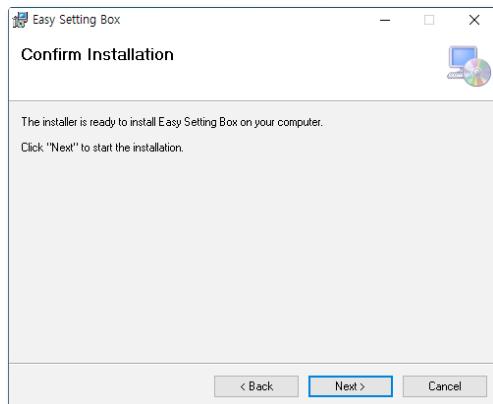 Easy Setting Box
Confirm Installation
The installer is ready to install Easy Setting Box on your computer.
Click "Next" to start the installation.
< Back
Next >
Cancel